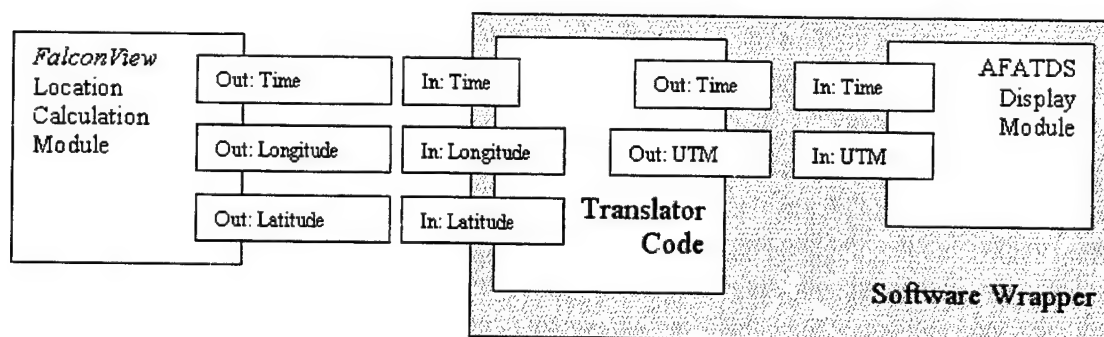 FalconView
Location
Calculation
Module
Out: Time
Out: Longitude
Out: Latitude
In: Time
In: Longitude
In: Latitude
Translator
Code
Out: Time
Out: UTM
In: Time
In: UTM
AFATDS
Display
Module
Software Wrapper